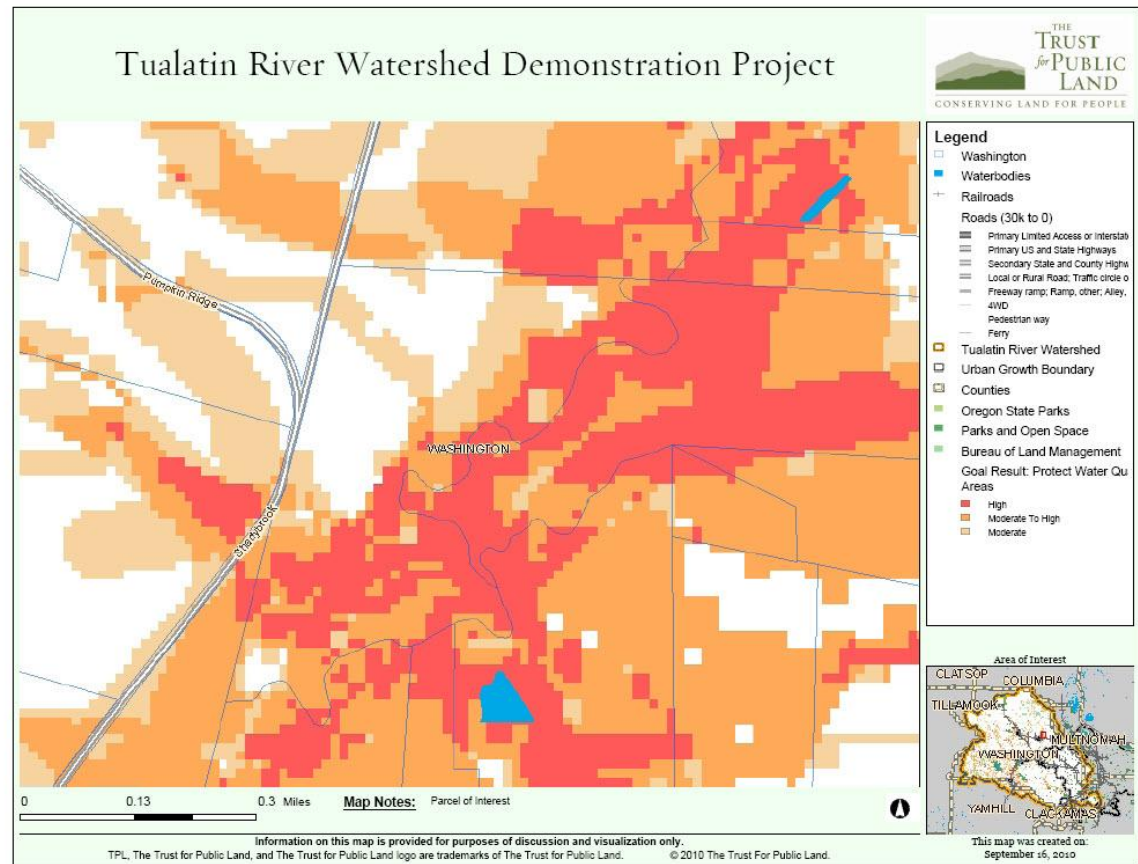 Tualatin River Watershed Demonstration Project
THE
TRUST
for PUBLIC
LAND
CONSERVING LAND FOR PEOPLE
Pumpkin Ridge
WASHINGTON
Shadybrook
Legend
Washington
Waterbodies
Railroads
Roads (30k to 0)
Primary Limited Access or Interstat
Primary US and State Highways
Secondary State and County Highw
Local or Rural Road; Traffic circle o
Freeway ramp; Ramp, other; Alley,
4WD
Pedestrian way
Ferry
Tualatin River Watershed
Urban Growth Boundary
Counties
Oregon State Parks
Parks and Open Space
Bureau of Land Management
Goal Result: Protect Water Qu
Areas
High
Moderate To High
Moderate
Area of Interest
CLATSOP
COLUMBIA
TILLAMOOK
MULTNOMAH
WASHINGTON
YAMHILL
CLACKAMAS
This map was created on:
September 16, 2010
0 0.13 0.3 Miles
Map Notes: Parcel of Interest
Information on this map is provided for purposes of discussion and visualization only.
TPL, The Trust for Public Land, and The Trust for Public Land logo are trademarks of The Trust for Public Land. © 2010 The Trust For Public Land.